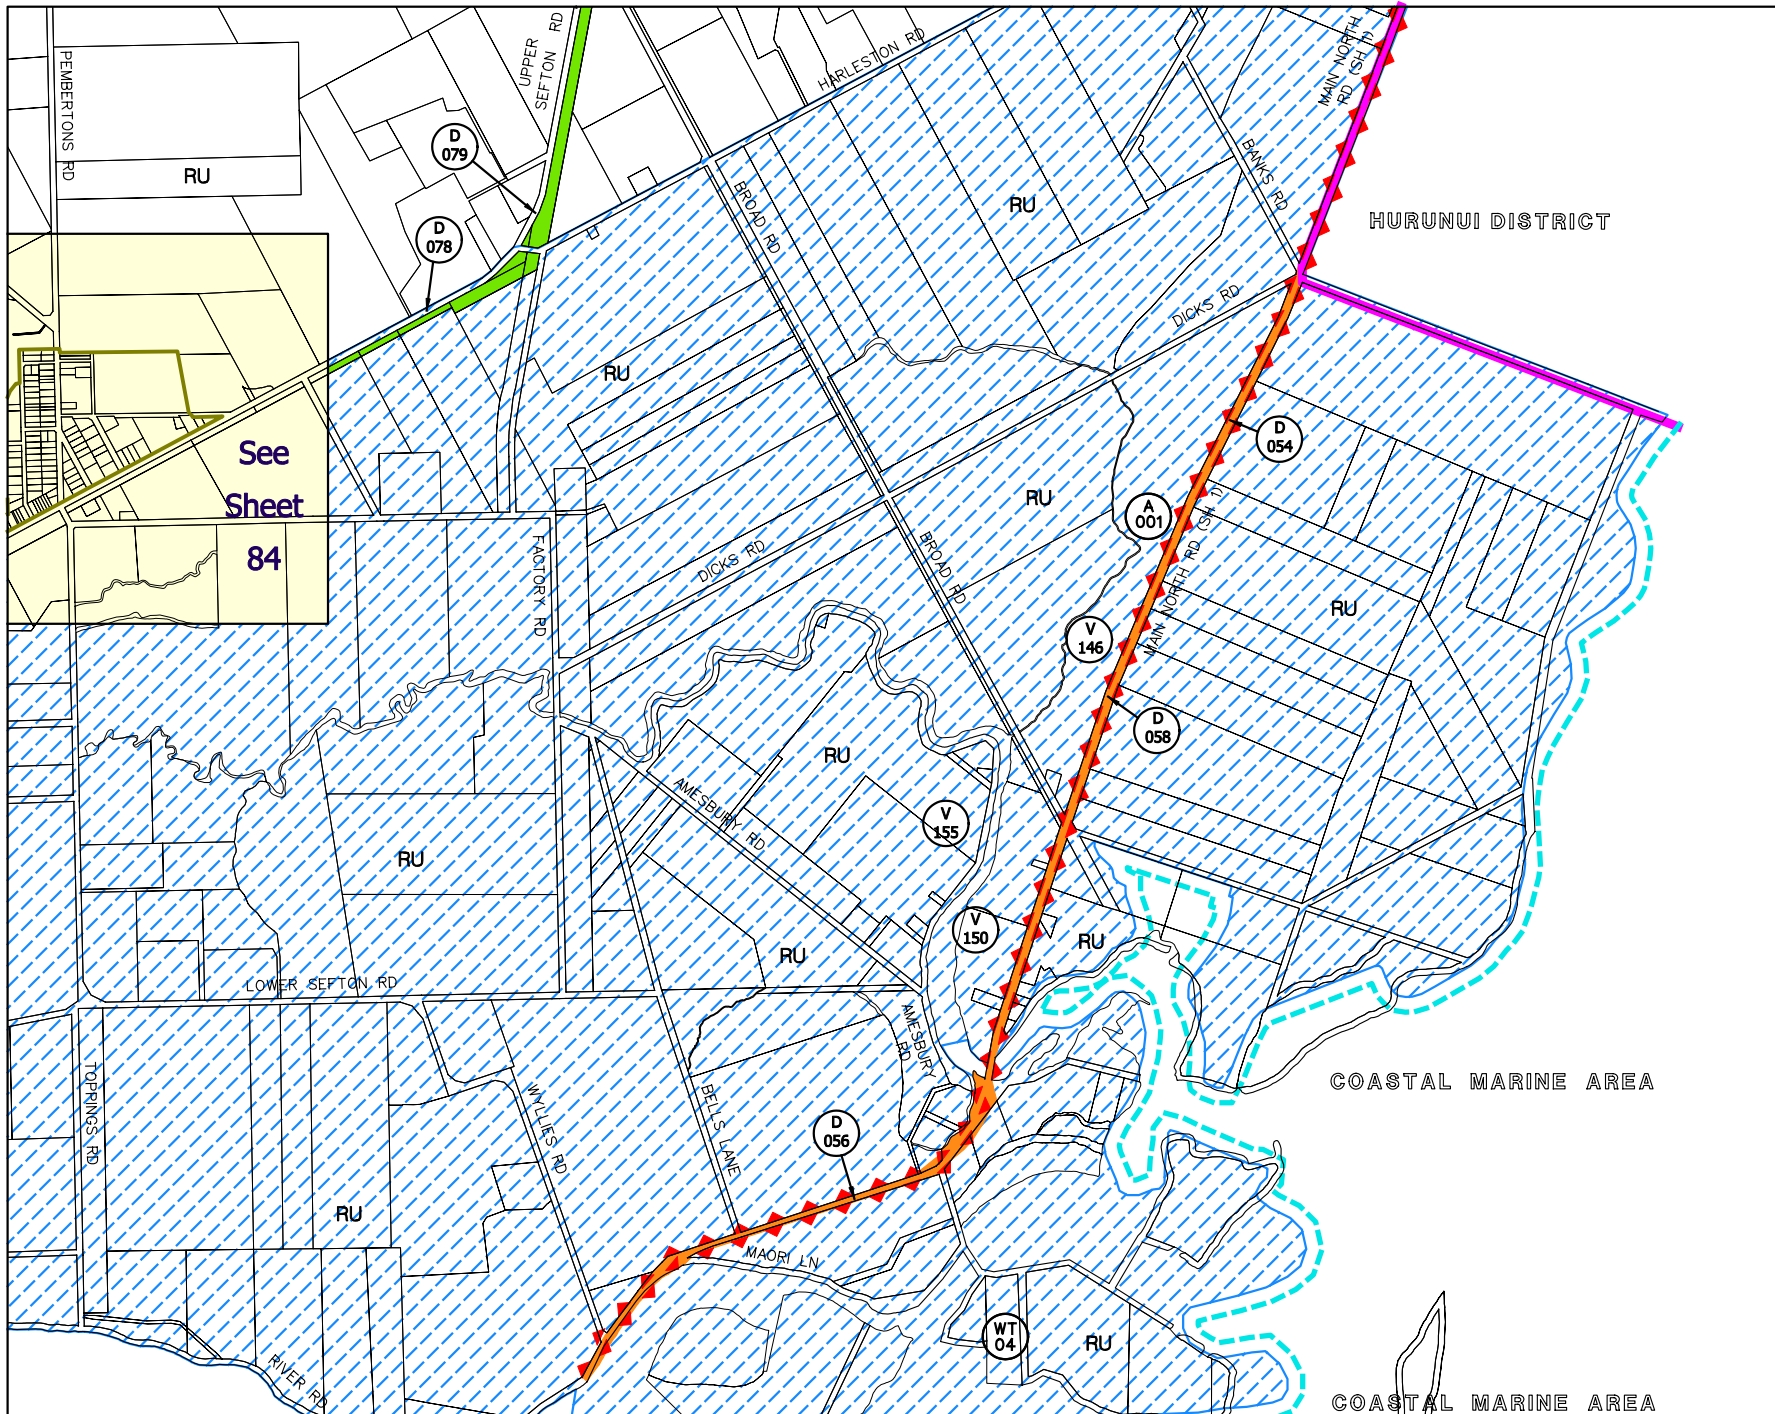 PEMBERTONS RD
UPPER
SEFTON RD
HARLESTON RD
MAIN NORTH
RD (SH 1)
D
079
RU
BROAD RD
BANKS RD
RU
HURUNUI DISTRICT
D
078
DICKS RD
RU
See
Sheet
84
D
054
RU
A
001
MAIN NORTH RD (SH 1)
FACTORY RD
DICKS RD
BROAD RD
RU
V
146
D
058
RU
AMESBURY RD
V
155
RU
V
150
RU
RU
LOWER SEFTON RD
AMESBURY
RD
TOPPINGS RD
WYLLIES RD
BELLS LANE
COASTAL MARINE AREA
D
056
RU
MAORI LN
WT
04
RU
RIVER RD
COASTAL MARINE AREA